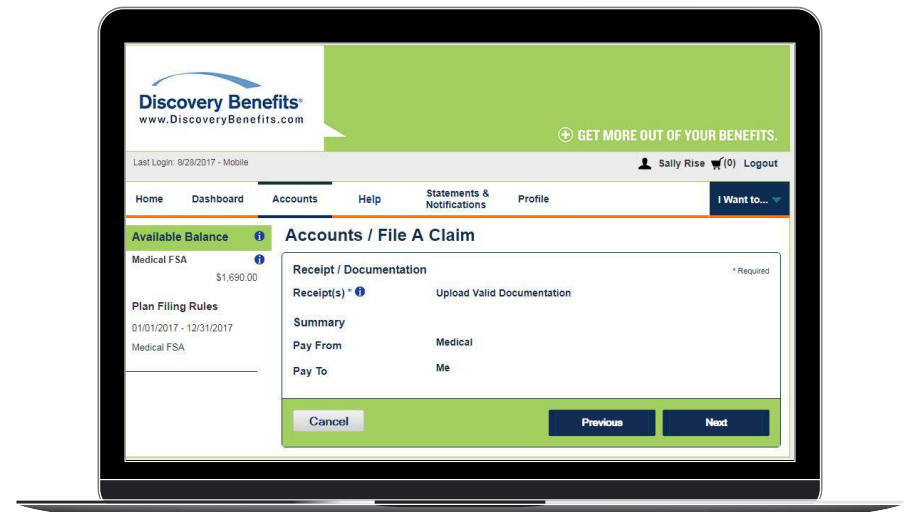 Discovery Benefits®
www.DiscoveryBenefits.com
GET MORE OUT OF YOUR BENEFITS.
Last Login: 8/28/2017 - Mobile
Sally Rise (0) Logout
Home Dashboard Accounts Help Statements & Notifications Profile I Want to...
Available Balance
Medical FSA
$1,690.00
Plan Filing Rules
01/01/2017 - 12/31/2017
Medical FSA
Accounts / File A Claim
Receipt / Documentation * Required
Receipt(s) * Upload Valid Documentation
Summary
Pay From Medical
Pay To Me
Cancel Previous Next